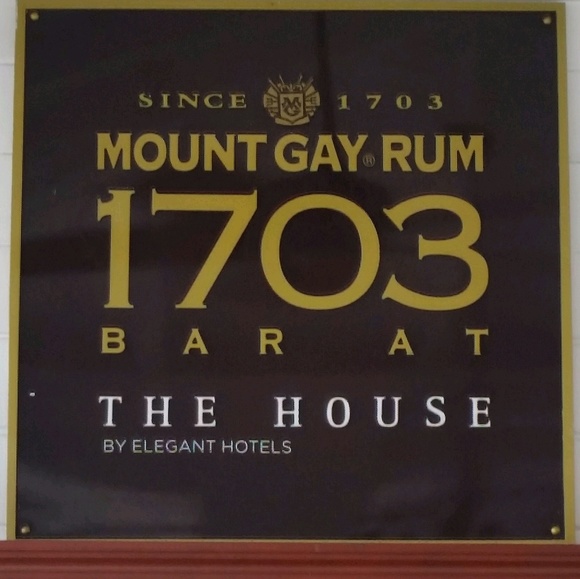 SINCE 1703
MOUNT GAY® RUM
1703
BAR AT
THE HOUSE
BY ELEGANT HOTELS